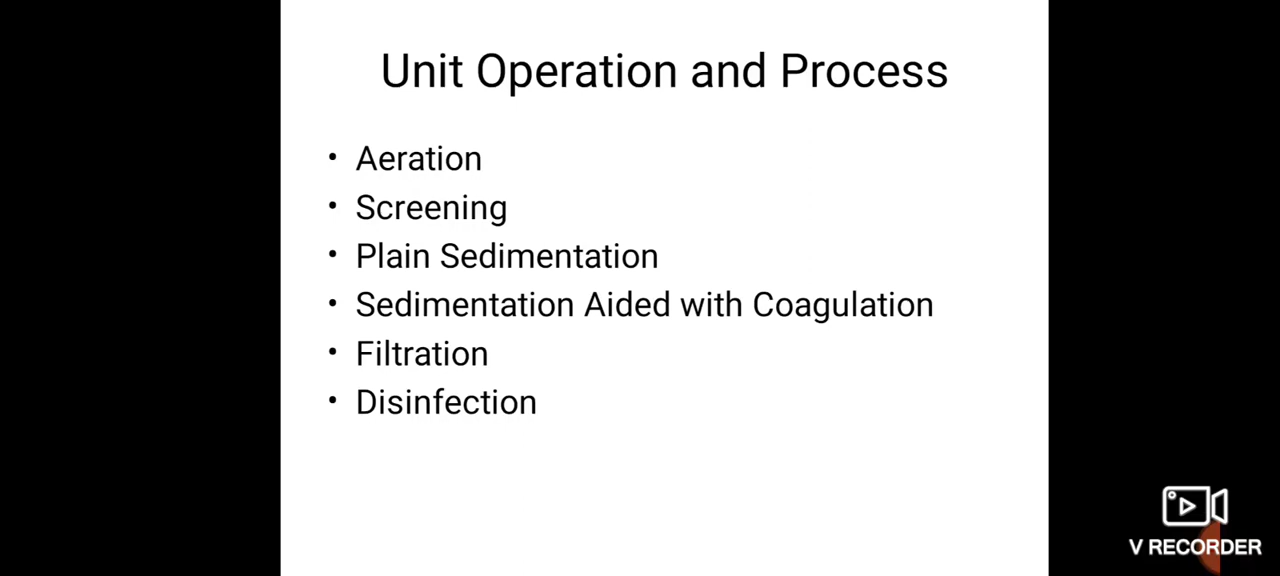 Unit Operation and Process
• Aeration
• Screening
• Plain Sedimentation
• Sedimentation Aided with Coagulation
• Filtration
• Disinfection
V RECORDER